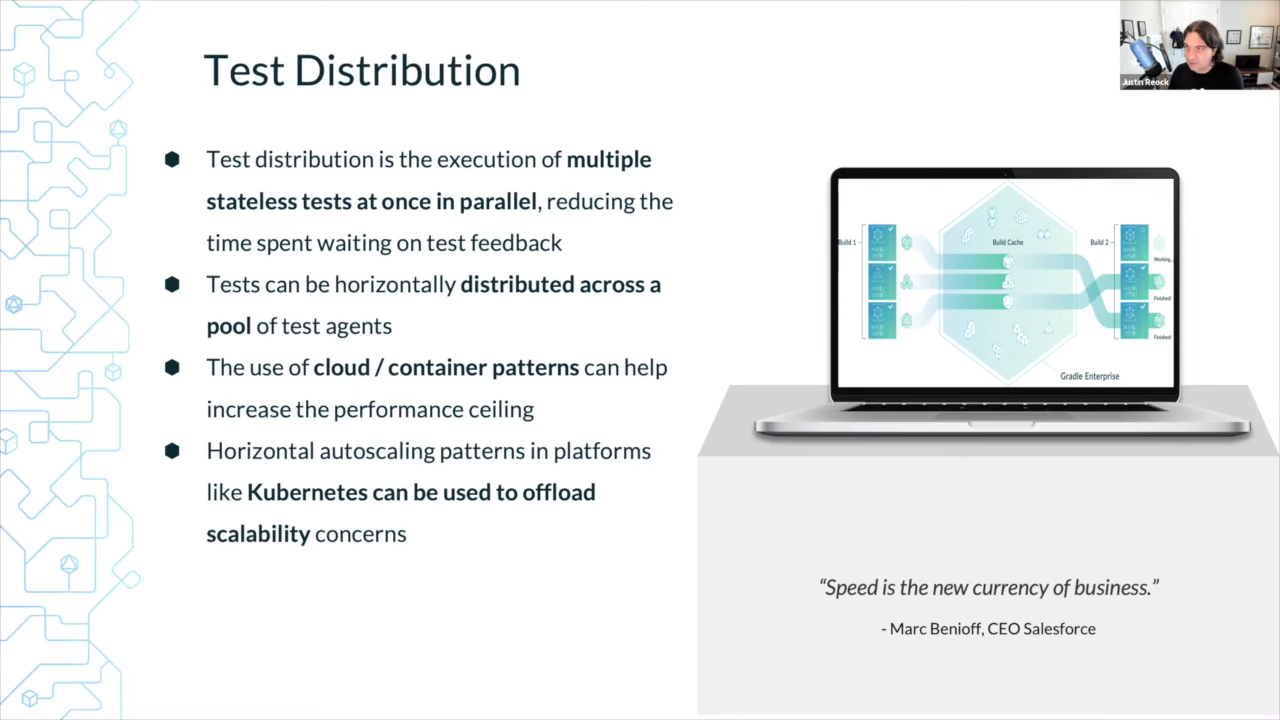 Test Distribution
Justin Reock
Test distribution is the execution of multiple
stateless tests at once in parallel, reducing the
time spent waiting on test feedback
Tests can be horizontally distributed across a
pool of test agents
The use of cloud / container patterns can help
increase the performance ceiling
Horizontal autoscaling patterns in platforms
like Kubernetes can be used to offload
scalability concerns
Build 1
Build Cache
Build 2
Working...
Finished!
Finished!
Gradle Enterprise
“Speed is the new currency of business.”
- Marc Benioff, CEO Salesforce